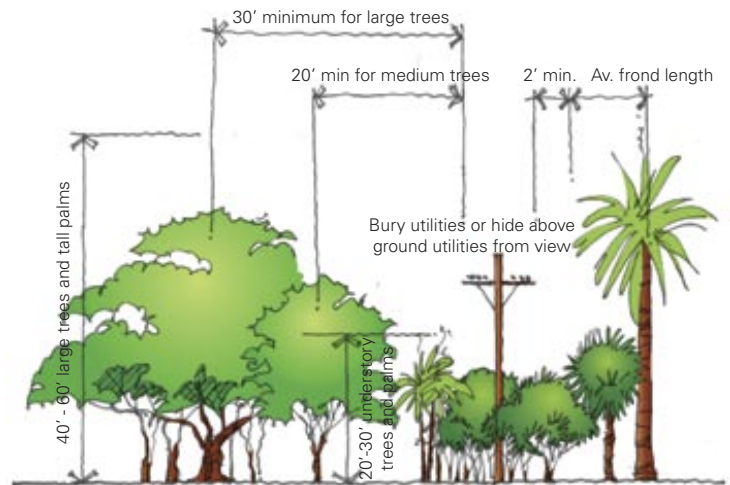 30’ minimum for large trees
20’ min for medium trees
2’ min.
Av. frond length
Bury utilities or hide above
ground utilities from view
40’ - 60’ large trees and tall palms
20’-30’ understory
trees and palms